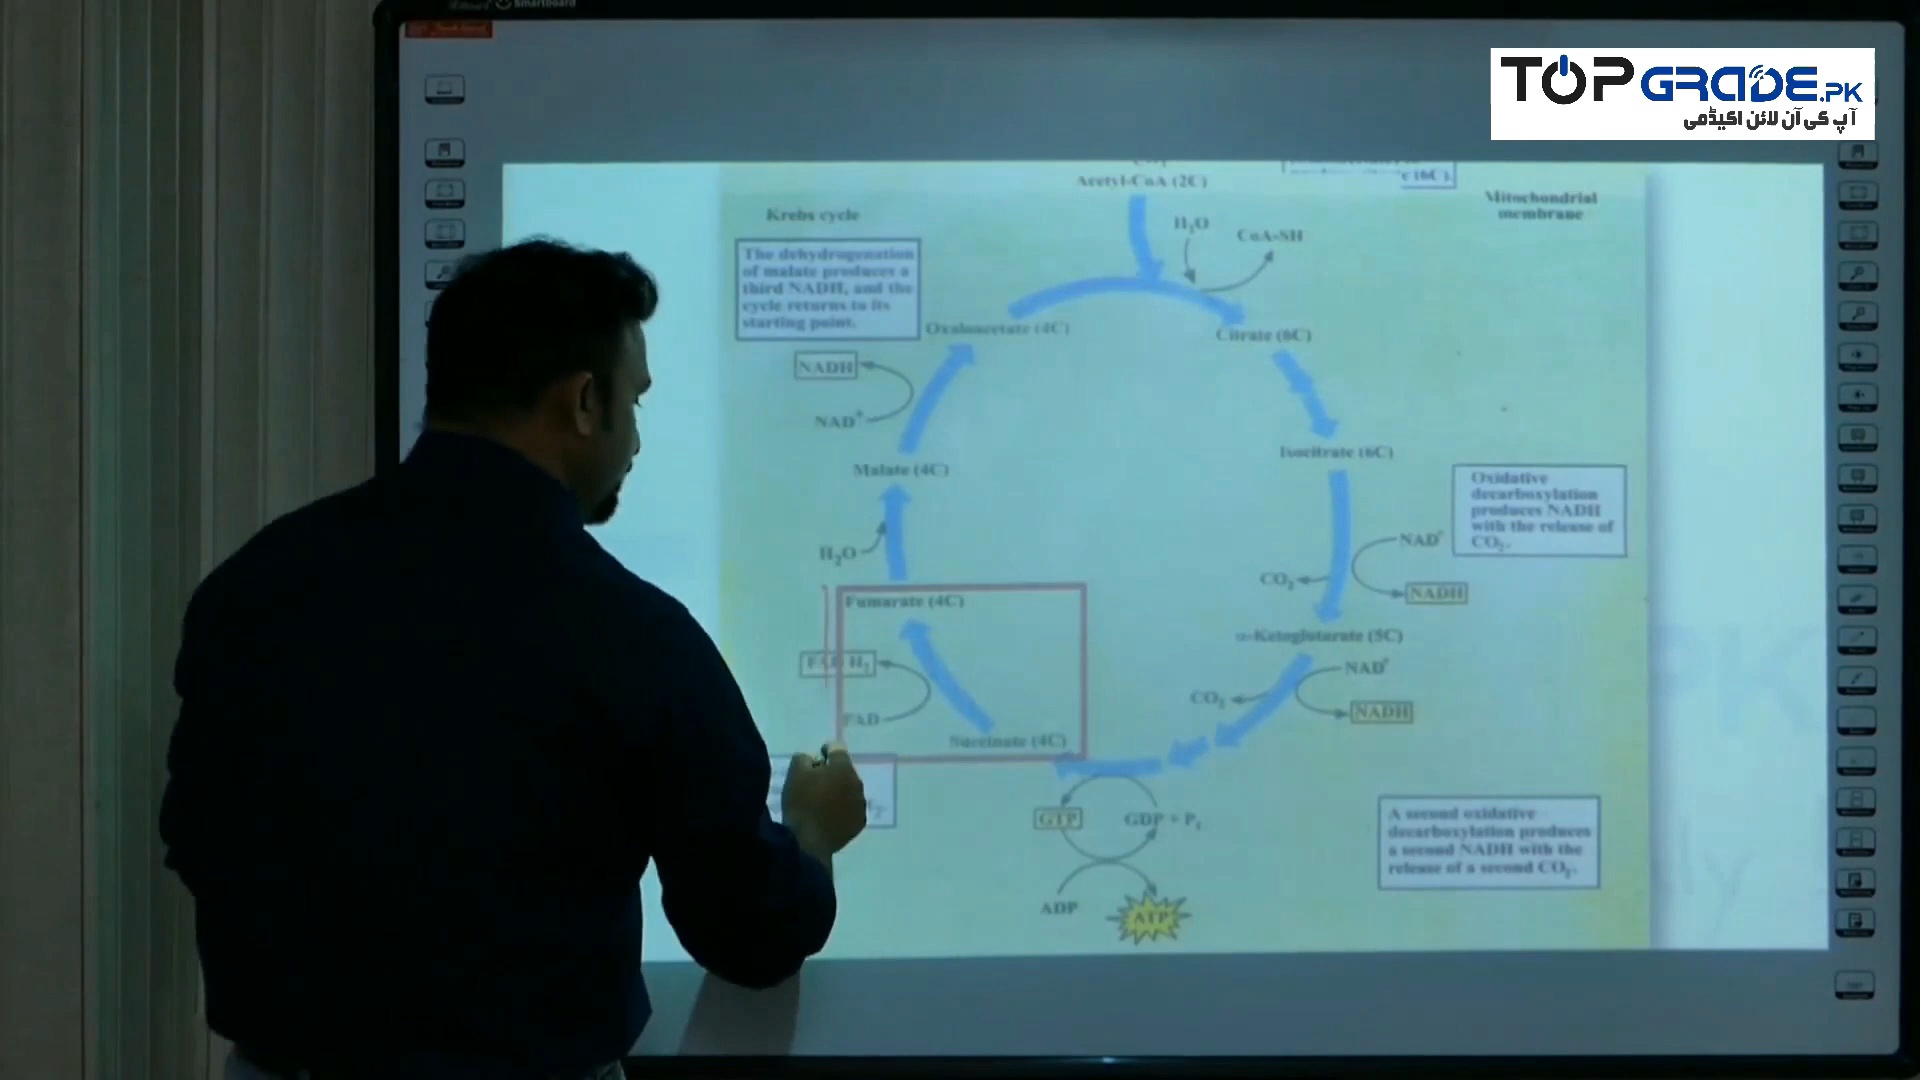 Smartboard
TOPGRADE.PK
آپ کی آن لائن اکیڈمی
Acetyl-CoA (2C)
(6C).
Krebs cycle
Mitochondrial
membrane
H2O
CoA-SH
The dehydrogenation
of malate produces a
third NADH, and the
cycle returns to its
starting point.
Oxaloacetate (4C)
Citrate (6C)
NADH
NAD+
Malate (4C)
Isocitrate (6C)
Oxidative
decarboxylation
produces NADH
with the release of
CO2.
NAD+
H2O
CO2
NADH
Fumarate (4C)
α-Ketoglutarate (5C)
FADH2
NAD+
CO2
NADH
FAD
Succinate (4C)
GTP
GDP + Pi
A second oxidative
decarboxylation produces
a second NADH with the
release of a second CO2.
ADP
ATP